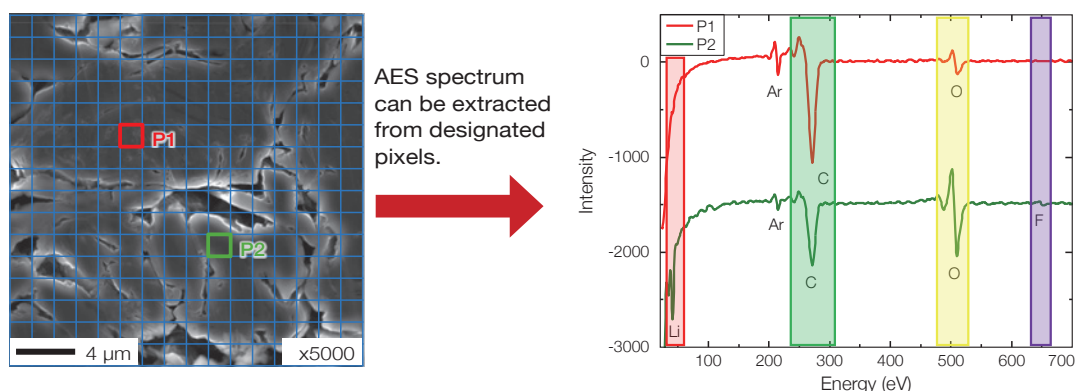 P1
P2
4 µm
x5000
AES spectrum
can be extracted
from designated
pixels.
P1
P2
Ar
C
O
Ar
C
O
F
Li
0
-1000
-2000
-3000
Intensity
100 200 300 400 500 600 700
Energy (eV)